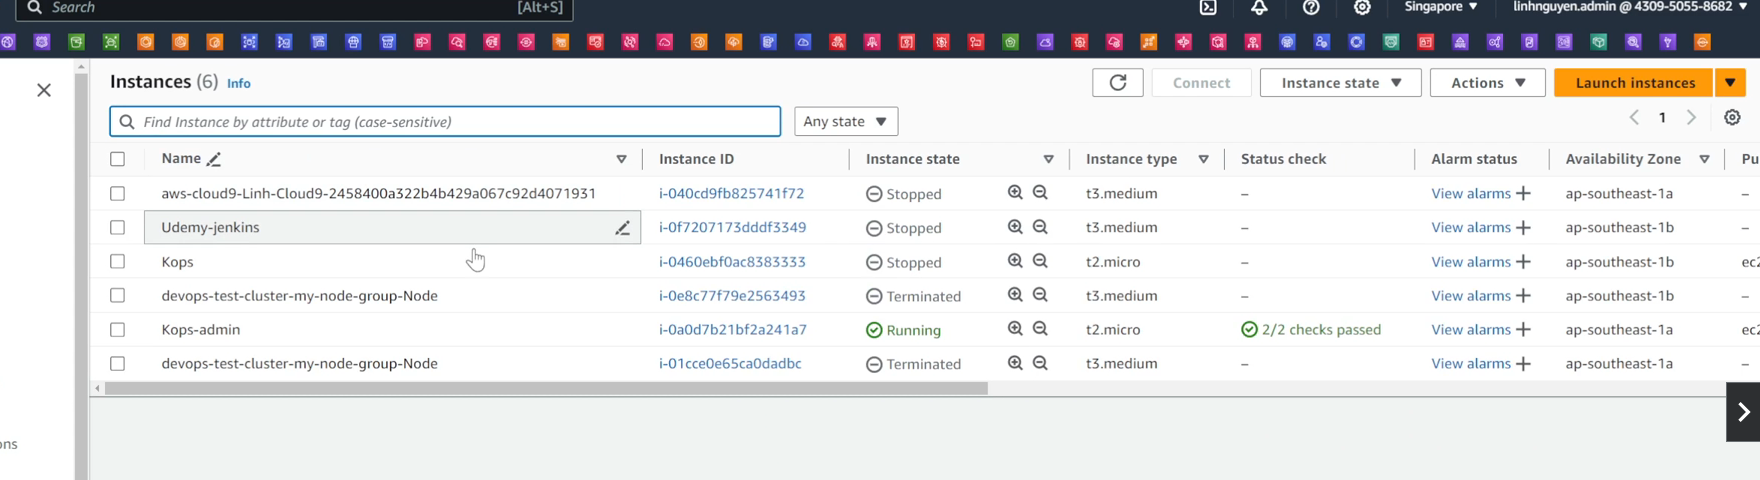 Search [Alt+S] Singapore linhnguyen.admin @ 4309-5055-8682
Instances (6) Info Connect Instance state Actions Launch instances
Find Instance by attribute or tag (case-sensitive) Any state 1
Name Instance ID Instance state Instance type Status check Alarm status Availability Zone Pu
aws-cloud9-Linh-Cloud9-2458400a322b4b429a067c92d4071931 i-040cd9fb825741f72 Stopped t3.medium – View alarms + ap-southeast-1a –
Udemy-jenkins i-0f7207173dddf3349 Stopped t3.medium – View alarms + ap-southeast-1b –
Kops i-0460ebf0ac8383333 Stopped t2.micro – View alarms + ap-southeast-1b ec2
devops-test-cluster-my-node-group-Node i-0e8c77f79e2563493 Terminated t3.medium – View alarms + ap-southeast-1b –
Kops-admin i-0a0d7b21bf2a241a7 Running t2.micro 2/2 checks passed View alarms + ap-southeast-1a ec2
devops-test-cluster-my-node-group-Node i-01cce0e65ca0dadbc Terminated t3.medium – View alarms + ap-southeast-1a –
ons